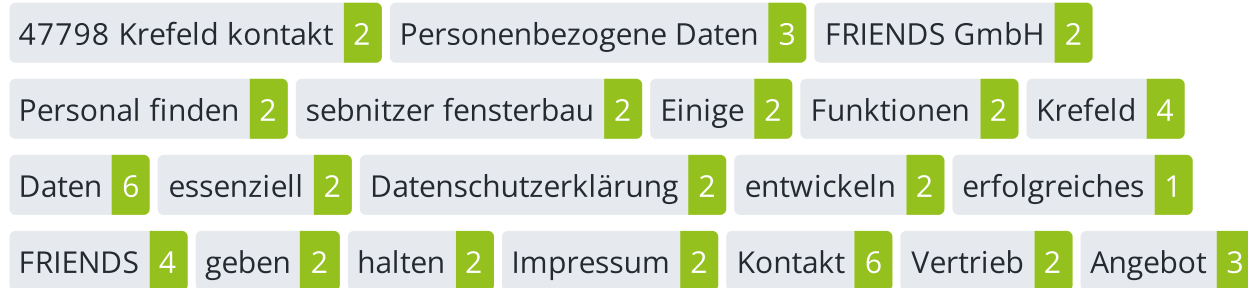 47798 Krefeld kontakt 2 Personenbezogene Daten 3 FRIENDS GmbH 2
Personal finden 2 sebnitzer fensterbau 2 Einige 2 Funktionen 2 Krefeld 4
Daten 6 essenziell 2 Datenschutzerklärung 2 entwickeln 2 erfolgreiches 1
FRIENDS 4 geben 2 halten 2 Impressum 2 Kontakt 6 Vertrieb 2 Angebot 3